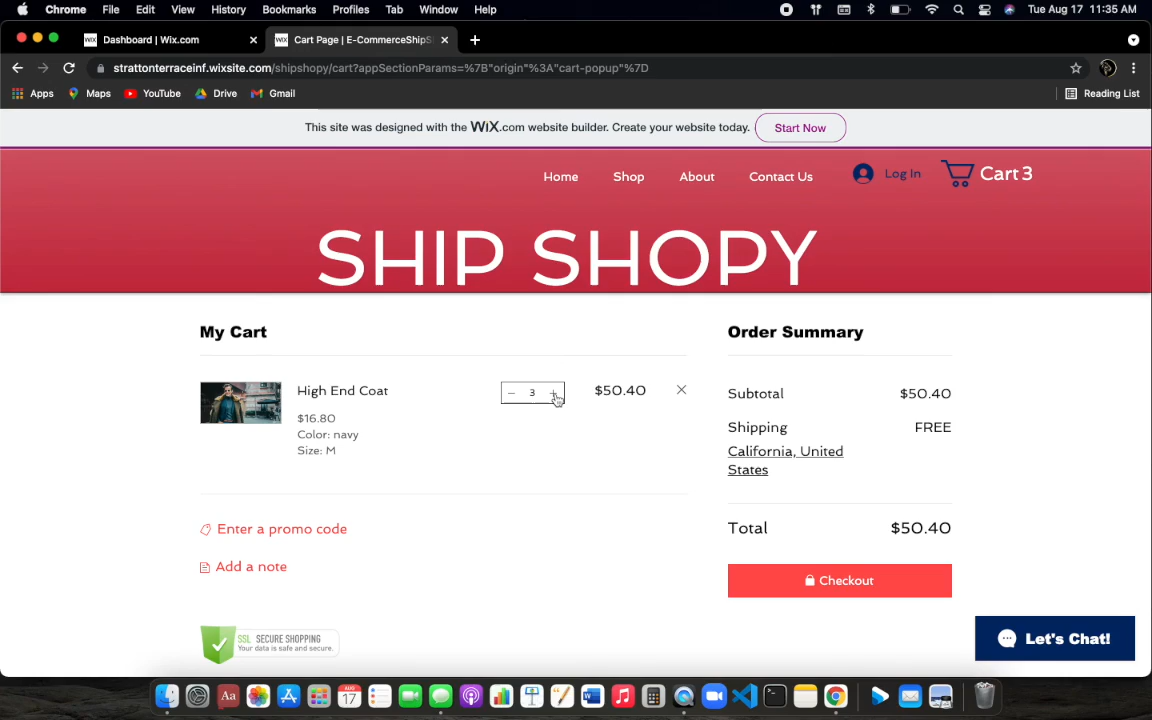 Chrome File Edit View History Bookmarks Profiles Tab Window Help Tue Aug 17 11:35 AM
Dashboard | Wix.com Cart Page | E-CommerceShipS
strattonterraceinf.wixsite.com/shipshopy/cart?appSectionParams=%7B"origin"%3A"cart-popup"%7D
Apps Maps YouTube Drive Gmail Reading List
This site was designed with the WiX.com website builder. Create your website today. Start Now
Home Shop About Contact Us Log In Cart 3
SHIP SHOPY
My Cart
High End Coat
$16.80
Color: navy
Size: M
− 3 +
$50.40
Enter a promo code
Add a note
SSL SECURE SHOPPING
Your data is safe and secure.
Order Summary
Subtotal $50.40
Shipping FREE
California, United
States
Total $50.40
Checkout
Let's Chat!
Aa AUG 17